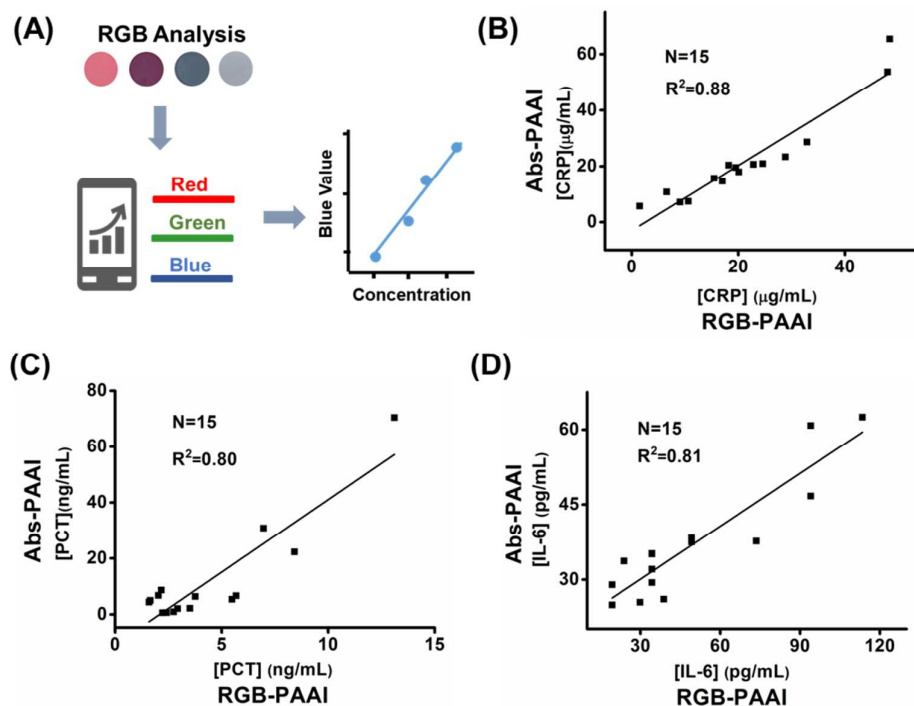 (A)
RGB Analysis
Red
Green
Blue
Blue Value
Concentration
(B)
N=15
R²=0.88
Abs-PAAI
[CRP](μg/mL)
60
40
20
0
0
20
40
[CRP] (μg/mL)
RGB-PAAI
(C)
N=15
R²=0.80
Abs-PAAI
[PCT](ng/mL)
80
60
40
20
0
0
5
10
15
[PCT] (ng/mL)
RGB-PAAI
(D)
N=15
R²=0.81
Abs-PAAI
[IL-6] (pg/mL)
60
45
30
30
60
90
120
[IL-6] (pg/mL)
RGB-PAAI